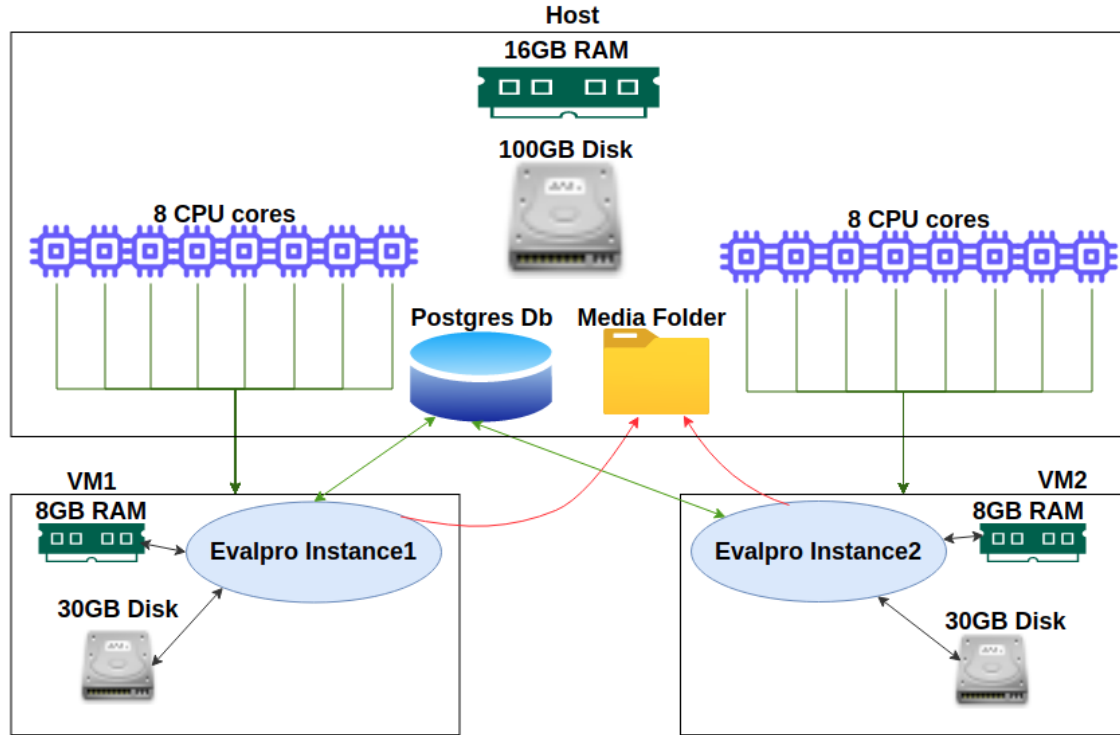 Host
16GB RAM
100GB Disk
8 CPU cores
8 CPU cores
Postgres Db
Media Folder
VM1
8GB RAM
Evalpro Instance1
30GB Disk
VM2
8GB RAM
Evalpro Instance2
30GB Disk